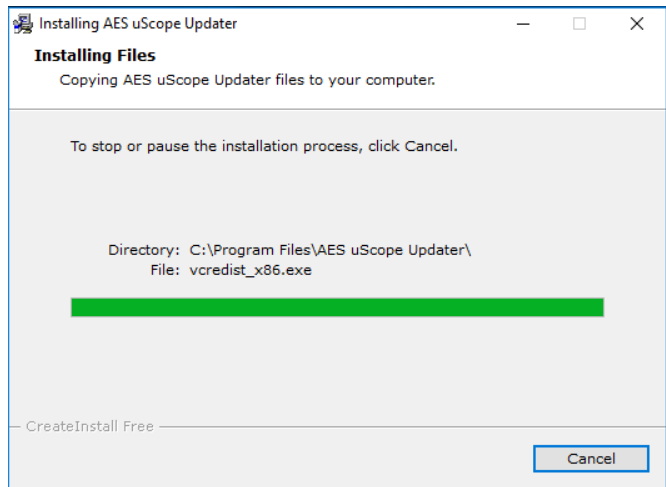 Installing AES uScope Updater
Installing Files
Copying AES uScope Updater files to your computer.
To stop or pause the installation process, click Cancel.
Directory: C:\Program Files\AES uScope Updater\
File: vcredist_x86.exe
CreateInstall Free
Cancel